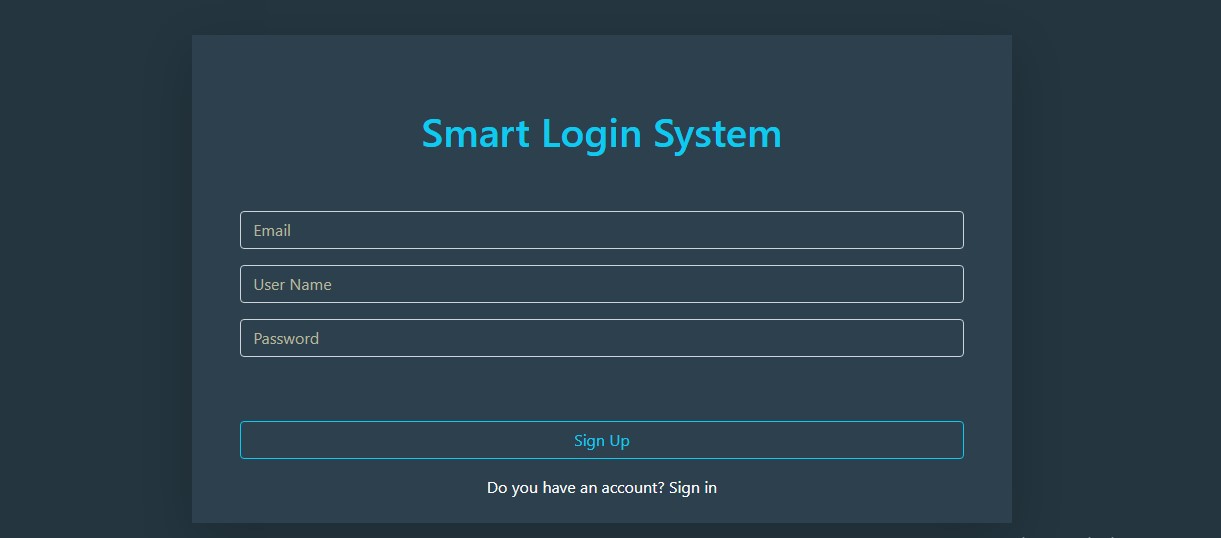 Smart Login System
Email
User Name
Password
Sign Up
Do you have an account? Sign in